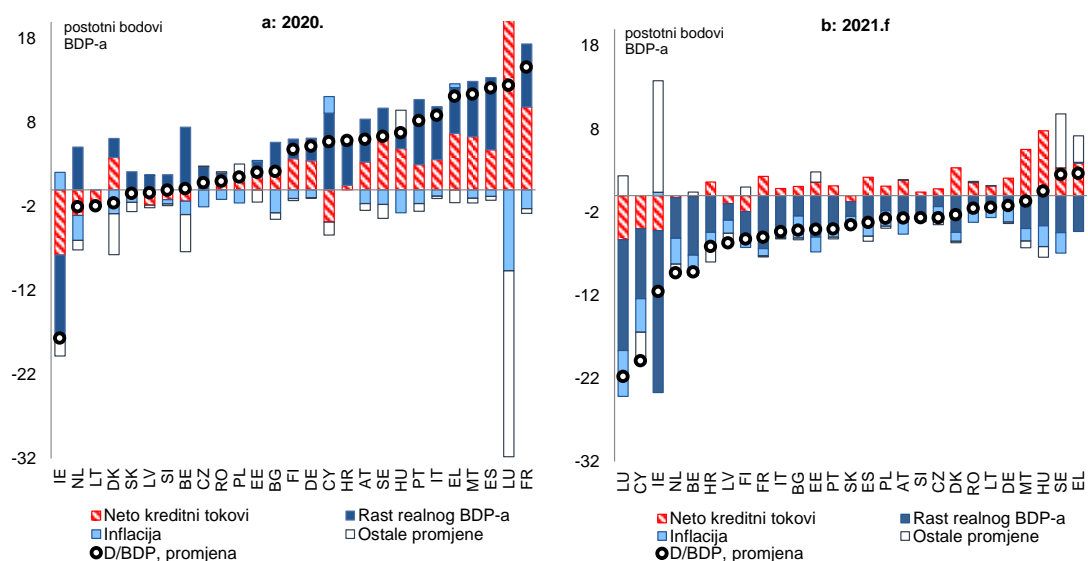 a: 2020.
postotni bodovi
BDP-a
18
8
-2
-12
-22
-32
IE NL LT DK SK LV SI BE CZ RO PL EE BG FI DE CY HR AT SE HU PT IT EL MT ES LU FR
Neto kreditni tokovi
Rast realnog BDP-a
Inflacija
Ostale promjene
D/BDP, promjena
b: 2021.f
postotni bodovi
BDP-a
18
8
-2
-12
-22
-32
LU CY IE NL BE HR LV FI FR IT BG EE PT SK ES PL AT SI CZ DK RO LT DE MT HU SE EL
Neto kreditni tokovi
Rast realnog BDP-a
Inflacija
Ostale promjene
D/BDP, promjena